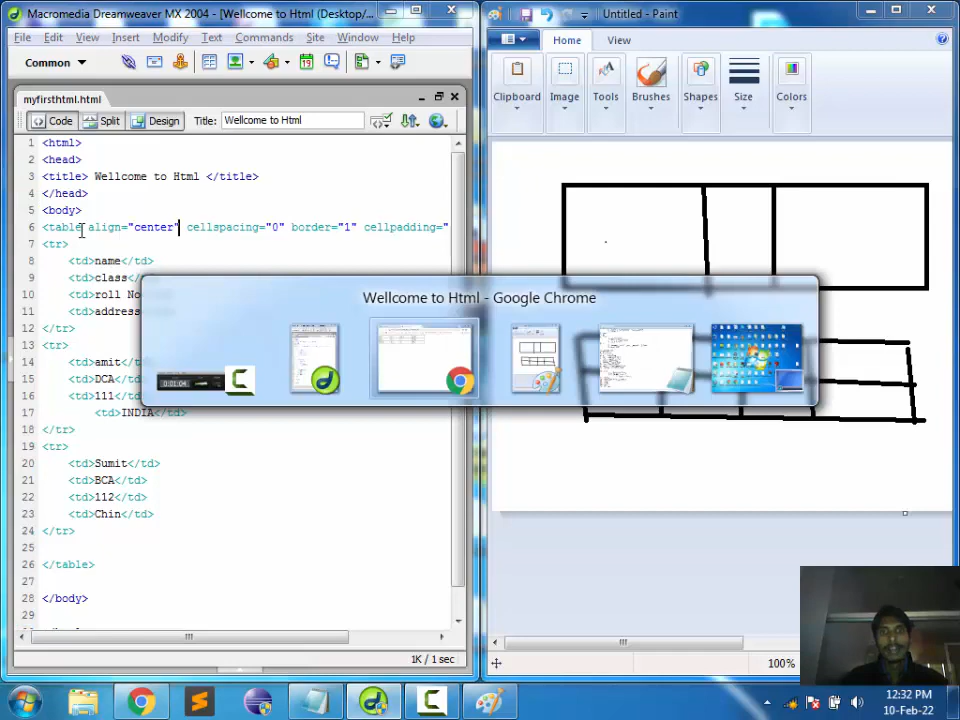 Macromedia Dreamweaver MX 2004 - [Wellcome to Html (Desktop/...
File Edit View Insert Modify Text Commands Site Window Help
Common
myfirsthtml.html
Code Split Design Title: Wellcome to Html
1 <html>
2 <head>
3 <title> Wellcome to Html </title>
4 </head>
5 <body>
6 <table align="center" cellspacing="0" border="1" cellpadding="
7 <tr>
8 <td>name</td>
9 <td>class</
10 <td>roll No
11 <td>address
12 </tr>
13 <tr>
14 <td>amit</
15 <td>DCA</
16 <td>111</
17 <td>INDIA</td>
18 </tr>
19 <tr>
20 <td>Sumit</td>
21 <td>BCA</td>
22 <td>112</td>
23 <td>Chin</td>
24 </tr>
25
26 </table>
27
28 </body>
29
1K / 1 sec
Untitled - Paint
Home View
Clipboard Image Tools Brushes Shapes Size Colors
100%
Wellcome to Html - Google Chrome
0:01:04
12:32 PM
10-Feb-22